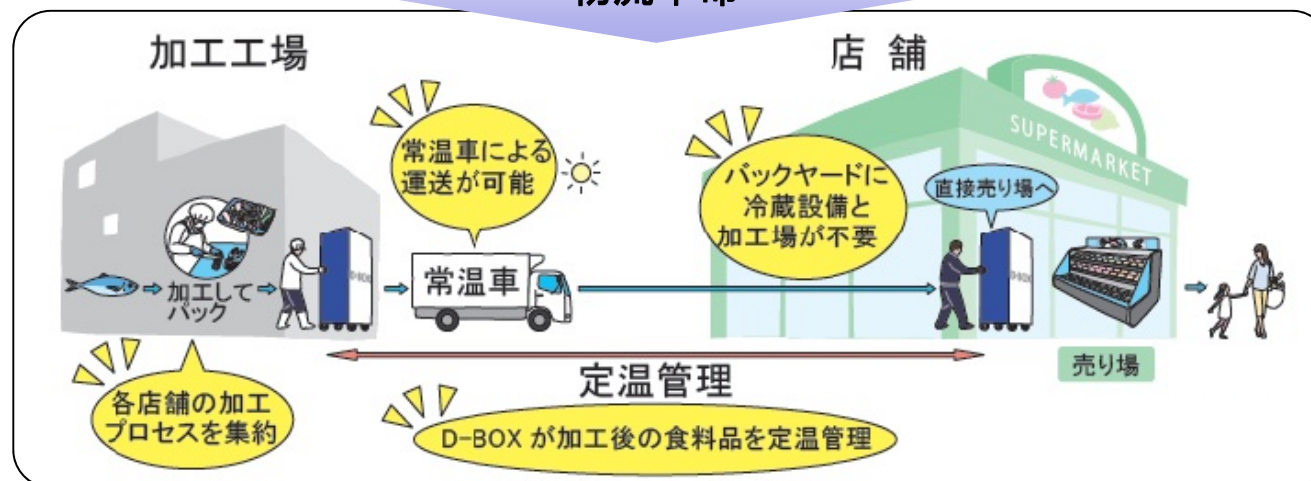 加工工場
店舗
常温車による
運送が可能
バックヤードに
冷蔵設備と
加工場が不要
SUPERMARKET
直接売り場へ
加工して
パック
D-BOX
常温車
D-BOX
定温管理
売り場
各店舗の加工
プロセスを集約
D-BOX が加工後の食料品を定温管理